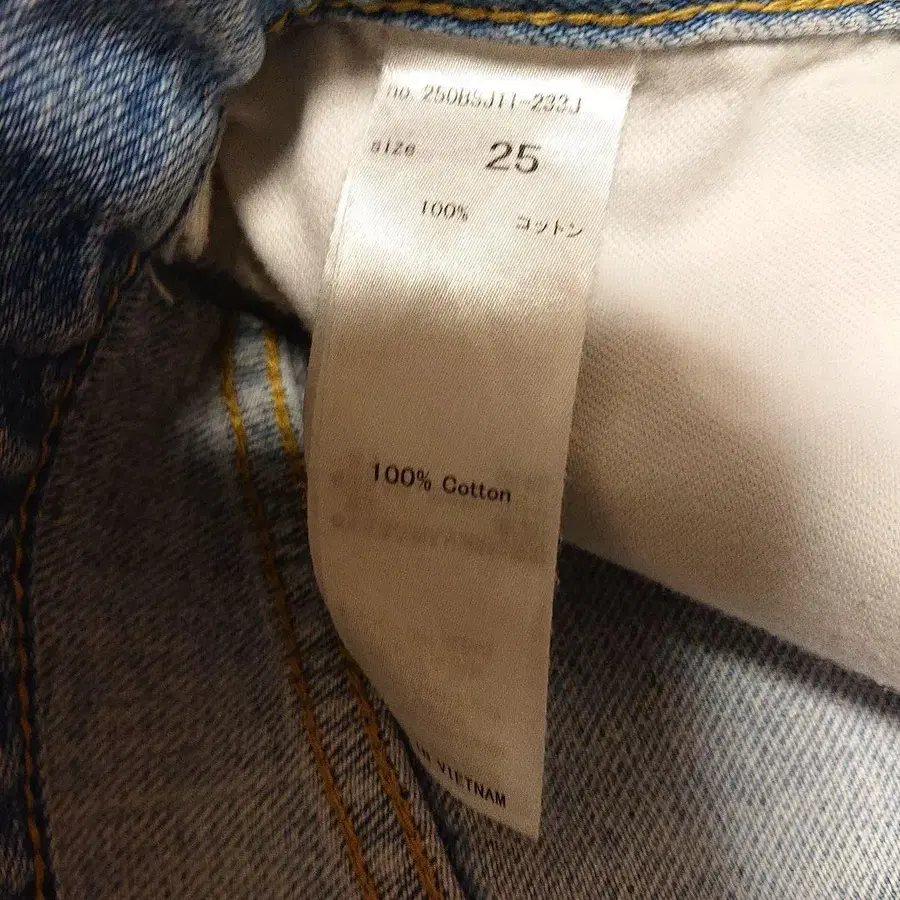 no. 250BSJ11-233J
size 25
100% コットン
100% Cotton
IN VIETNAM